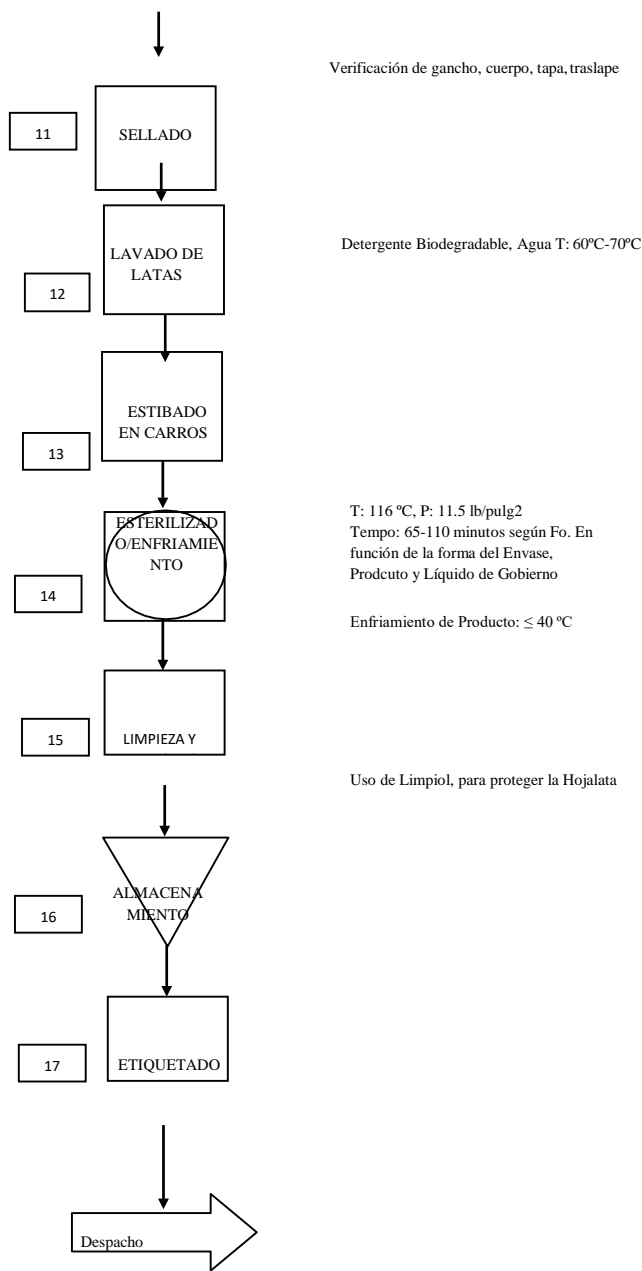 Verificación de gancho, cuerpo, tapa, traslape
11
SELLADO
Detergente Biodegradable, Agua T: 60ºC-70ºC
LAVADO DE
LATAS
12
ESTIBADO
EN CARROS
13
T: 116 ºC, P: 11.5 lb/pulg2
Tempo: 65-110 minutos según Fo. En
función de la forma del Envase,
Prodcuto y Líquido de Gobierno
ESTERILIZAD
O/ENFRIAMIE
NTO
14
Enfriamiento de Producto: ≤ 40 ºC
15
LIMPIEZA Y
Uso de Limpiol, para proteger la Hojalata
ALMACENA
MIENTO
16
17
ETIQUETADO
Despacho